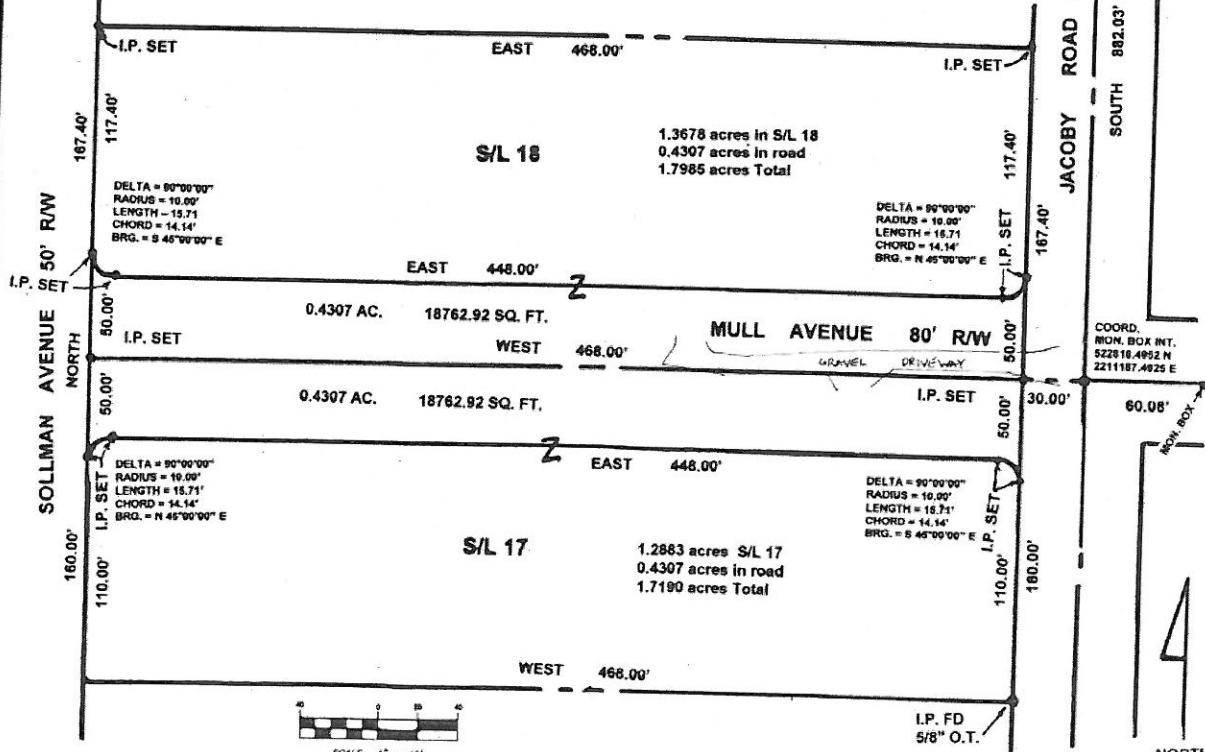 I.P. SET
EAST 468.00'
I.P. SET
JACOBY ROAD
SOUTH 882.03'
167.40'
117.40'
S/L 18
1.3678 acres in S/L 18
0.4307 acres in road
1.7985 acres Total
117.40'
167.40'
DELTA = 90°00'00"
RADIUS = 10.00'
LENGTH - 15.71
CHORD = 14.14'
BRG. = S 45°00'00" E
DELTA = 90°00'00"
RADIUS = 10.00'
LENGTH = 15.71
CHORD = 14.14'
BRG. = N 45°00'00" E
I.P. SET
SOLLMAN AVENUE 50' R/W
NORTH
I.P. SET
EAST 448.00'
Z
50.00'
0.4307 AC. 18762.92 SQ. FT.
I.P. SET
MULL AVENUE 80' R/W
50.00'
WEST 468.00'
GRAVEL DRIVEWAY
COORD.
MON. BOX INT.
522818.4952 N
2211187.4925 E
50.00'
0.4307 AC. 18762.92 SQ. FT.
I.P. SET
50.00'
30.00'
60.08'
MON. BOX
Z
EAST 448.00'
DELTA = 90°00'00"
RADIUS = 10.00'
LENGTH = 15.71'
CHORD = 14.14'
BRG. = N 45°00'00" E
I.P. SET
DELTA = 90°00'00"
RADIUS = 10.00'
LENGTH = 15.71'
CHORD = 14.14'
BRG. = S 45°00'00" E
I.P. SET
160.00'
110.00'
S/L 17
1.2883 acres S/L 17
0.4307 acres in road
1.7190 acres Total
110.00'
160.00'
WEST 468.00'
40 0 20 40
I.P. FD
5/8" O.T.